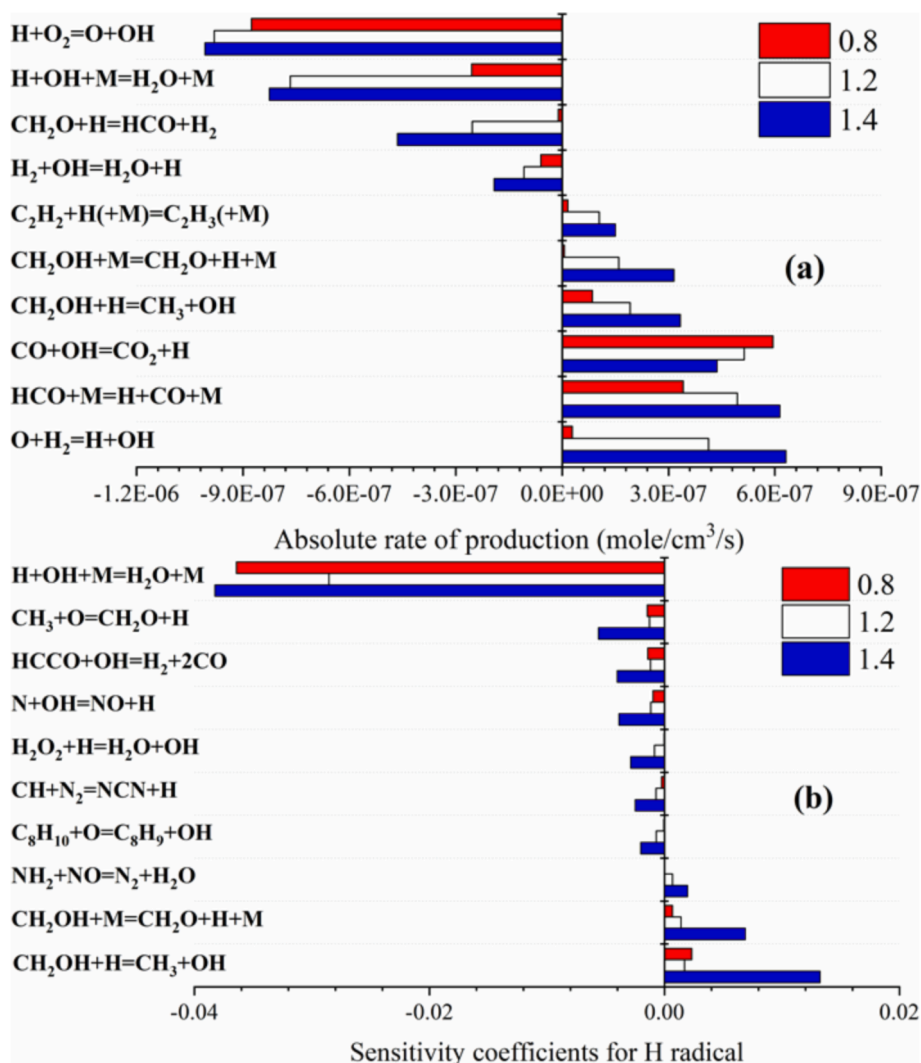 H+O₂=O+OH
0.8
H+OH+M=H₂O+M
1.2
CH₂O+H=HCO+H₂
1.4
H₂+OH=H₂O+H
C₂H₂+H(+M)=C₂H₃(+M)
CH₂OH+M=CH₂O+H+M
(a)
CH₂OH+H=CH₃+OH
CO+OH=CO₂+H
HCO+M=H+CO+M
O+H₂=H+OH
-1.2E-06 -9.0E-07 -6.0E-07 -3.0E-07 0.0E+00 3.0E-07 6.0E-07 9.0E-07
Absolute rate of production (mole/cm³/s)
H+OH+M=H₂O+M
0.8
CH₃+O=CH₂O+H
1.2
HCCO+OH=H₂+2CO
1.4
N+OH=NO+H
H₂O₂+H=H₂O+OH
CH+N₂=NCN+H
(b)
C₈H₁₀+O=C₈H₉+OH
NH₂+NO=N₂+H₂O
CH₂OH+M=CH₂O+H+M
CH₂OH+H=CH₃+OH
-0.04 -0.02 0.00 0.02
Sensitivity coefficients for H radical